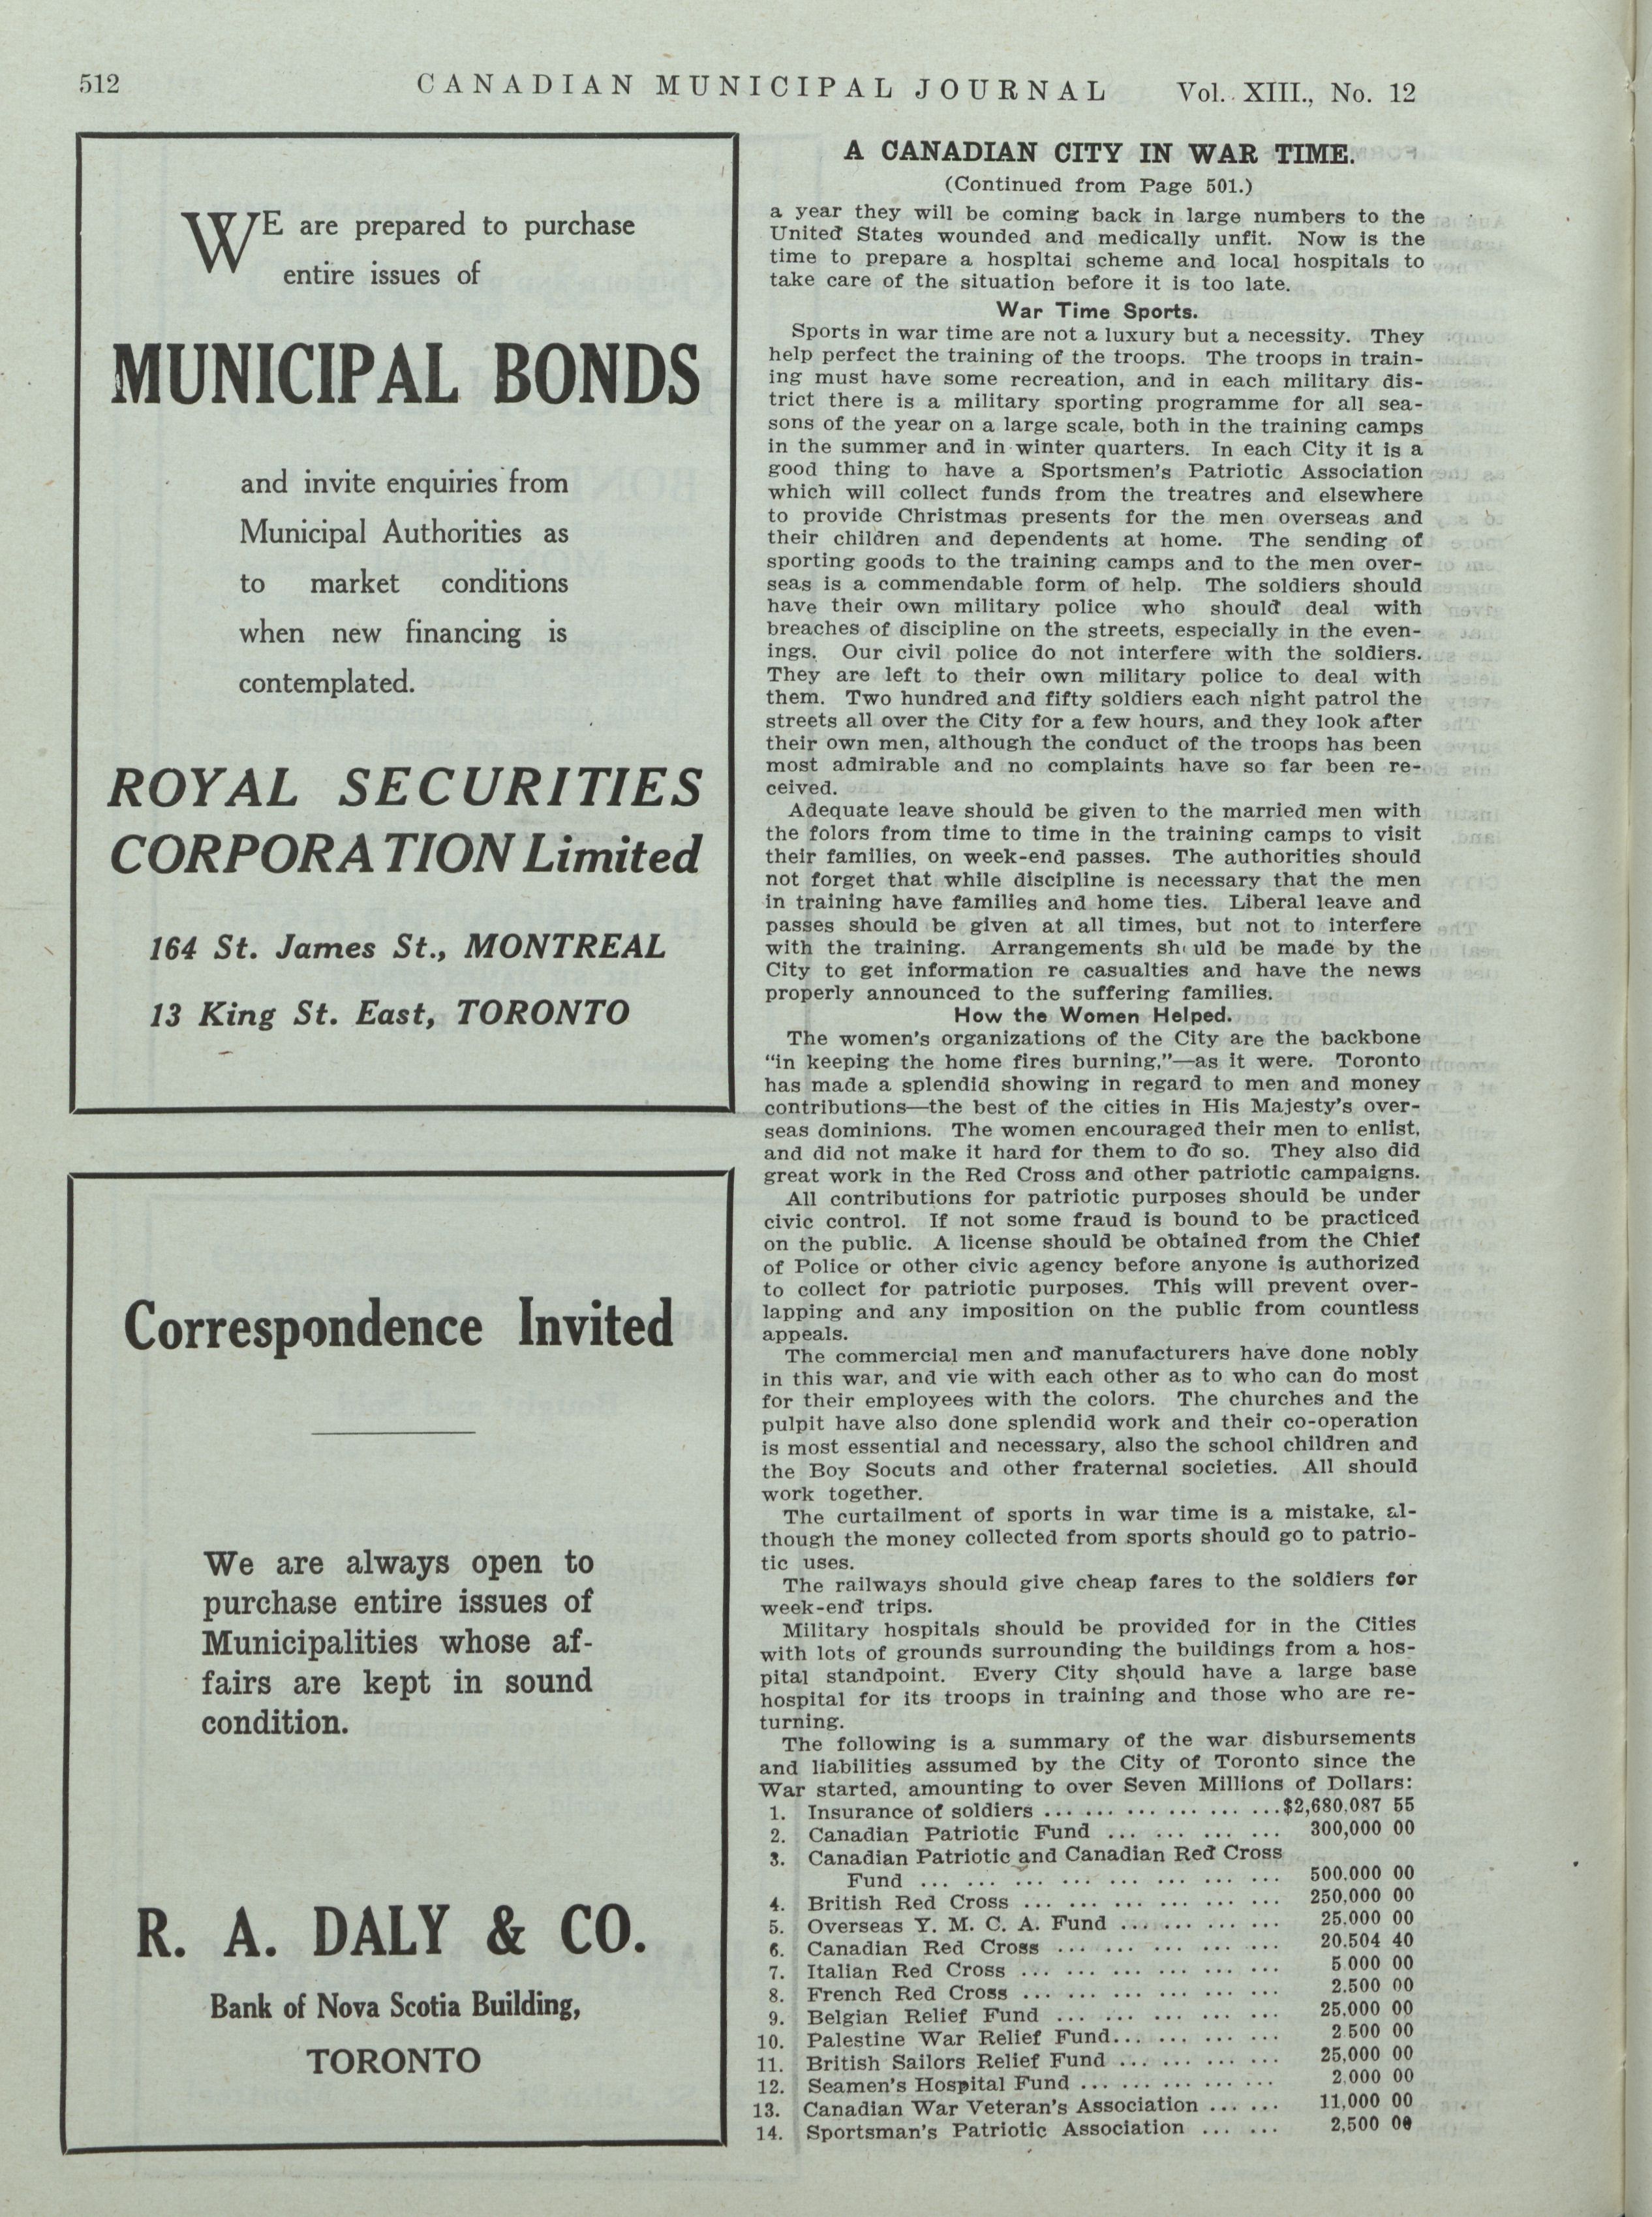 512
CANADIAN MUNICIPAL JOURNAL
Vol. XIII., No. 12
WE are prepared to purchase
entire issues of
MUNICIPAL BONDS
and invite enquiries from
Municipal Authorities as
to market conditions
when new financing is
contemplated.
ROYAL SECURITIES
CORPORATION Limited
164 St. James St., MONTREAL
13 King St. East, TORONTO
Correspondence Invited
We are always open to
purchase entire issues of
Municipalities whose af-
fairs are kept in sound
condition.
R. A. DALY & CO.
Bank of Nova Scotia Building,
TORONTO
A CANADIAN CITY IN WAR TIME.
(Continued from Page 501.)
a year they will be coming back in large numbers to the
United States wounded and medically unfit. Now is the
time to prepare a hospltai scheme and local hospitals to
take care of the situation before it is too late.
War Time Sports.
Sports in war time are not a luxury but a necessity. They
help perfect the training of the troops. The troops in train-
ing must have some recreation, and in each military dis-
trict there is a military sporting programme for all sea-
sons of the year on a large scale, both in the training camps
in the summer and in winter quarters. In each City it is a
good thing to have a Sportsmen's Patriotic Association
which will collect funds from the treatres and elsewhere
to provide Christmas presents for the men overseas and
their children and dependents at home. The sending of
sporting goods to the training camps and to the men over-
seas is a commendable form of help. The soldiers should
have their own military police who should deal with
breaches of discipline on the streets, especially in the even-
ings. Our civil police do not interfere with the soldiers.
They are left to their own military police to deal with
them. Two hundred and fifty soldiers each night patrol the
streets all over the City for a few hours, and they look after
their own men, although the conduct of the troops has been
most admirable and no complaints have so far been re-
ceived.
Adequate leave should be given to the married men with
the folors from time to time in the training camps to visit
their families, on week-end passes. The authorities should
not forget that while discipline is necessary that the men
in training have families and home ties. Liberal leave and
passes should be given at all times, but not to interfere
with the training. Arrangements should be made by the
City to get information re casualties and have the news
properly announced to the suffering families.
How the Women Helped.
The women's organizations of the City are the backbone
“in keeping the home fires burning,”—as it were. Toronto
has made a splendid showing in regard to men and money
contributions—the best of the cities in His Majesty's over-
seas dominions. The women encouraged their men to enlist,
and did not make it hard for them to do so. They also did
great work in the Red Cross and other patriotic campaigns.
All contributions for patriotic purposes should be under
civic control. If not some fraud is bound to be practiced
on the public. A license should be obtained from the Chief
of Police or other civic agency before anyone is authorized
to collect for patriotic purposes. This will prevent over-
lapping and any imposition on the public from countless
appeals.
The commercial men and manufacturers have done nobly
in this war, and vie with each other as to who can do most
for their employees with the colors. The churches and the
pulpit have also done splendid work and their co-operation
is most essential and necessary, also the school children and
the Boy Socuts and other fraternal societies. All should
work together.
The curtailment of sports in war time is a mistake, al-
though the money collected from sports should go to patrio-
tic uses.
The railways should give cheap fares to the soldiers for
week-end trips.
Military hospitals should be provided for in the Cities
with lots of grounds surrounding the buildings from a hos-
pital standpoint. Every City should have a large base
hospital for its troops in training and those who are re-
turning.
The following is a summary of the war disbursements
and liabilities assumed by the City of Toronto since the
War started, amounting to over Seven Millions of Dollars:
1. Insurance of soldiers ... ... ... ... ... ...$2,680,087 55
2. Canadian Patriotic Fund ... ... ... ... 300,000 00
3. Canadian Patriotic and Canadian Red Cross
Fund ... ... ... ... ... ... ... ... 500.000 00
4. British Red Cross ... ... ... ... ... ... 250,000 00
5. Overseas Y. M. C. A. Fund ... ... ... ... 25.000 00
6. Canadian Red Cross ... ... ... ... ... 20.504 40
7. Italian Red Cross ... ... ... ... ... ... 5.000 00
8. French Red Cross ... ... ... ... ... ... 2.500 00
9. Belgian Relief Fund ... ... ... ... ... 25,000 00
10. Palestine War Relief Fund... ... ... ... 2.500 00
11. British Sailors Relief Fund ... ... ... ... 25,000 00
12. Seamen's Hospital Fund ... ... ... ... ... 2,000 00
13. Canadian War Veteran's Association ... ... 11,000 00
14. Sportsman's Patriotic Association ... ... 2,500 00